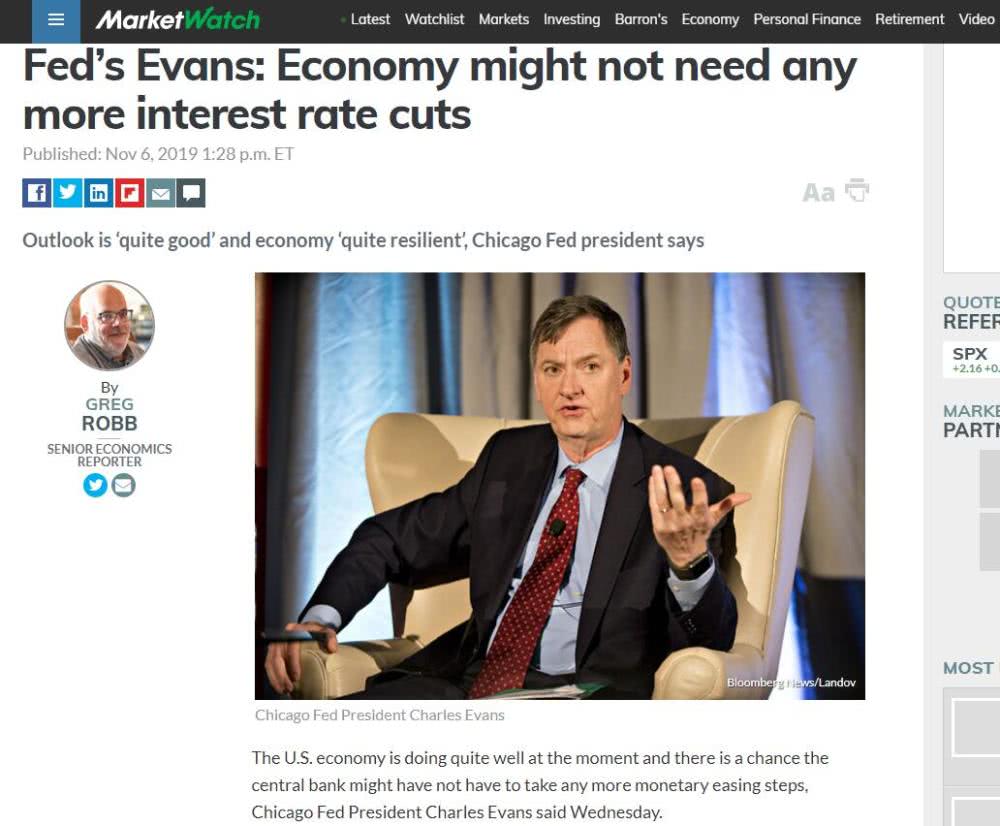 MarketWatch
Latest Watchlist Markets Investing Barron's Economy Personal Finance Retirement Video
Fed's Evans: Economy might not need any
more interest rate cuts
Published: Nov 6, 2019 1:28 p.m. ET
Aa
Outlook is ‘quite good’ and economy ‘quite resilient’, Chicago Fed president says
By
GREG
ROBB
SENIOR ECONOMICS
REPORTER
Bloomberg News/Landov
Chicago Fed President Charles Evans
The U.S. economy is doing quite well at the moment and there is a chance the
central bank might have not have to take any more monetary easing steps,
Chicago Fed President Charles Evans said Wednesday.
QUOTE
REFER
SPX
+2.16 +0.
MARKE
PARTN
MOST